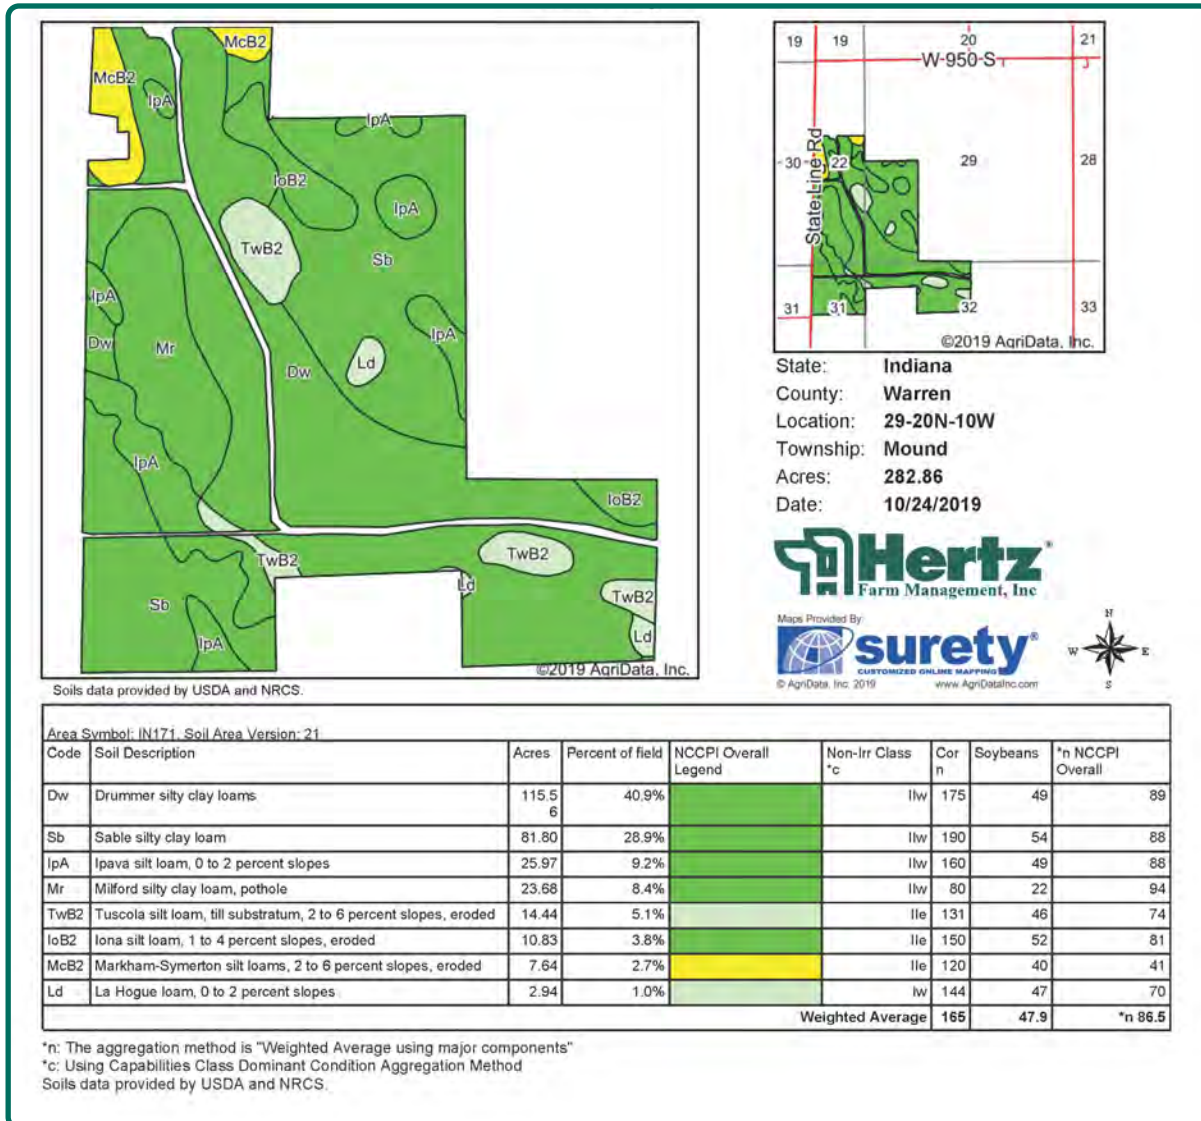 McB2
McB2
IpA
IpA
IoB2
IpA
TwB2
Sb
IpA
IpA
Dw
Mr
Ld
Dw
IpA
IoB2
TwB2
TwB2
Ld
Sb
TwB2
IpA
Ld
©2019 AgriData, Inc.
Soils data provided by USDA and NRCS.
19 19 20 21
W 950 S
State Line Rd
30 22 29 28
31 31 32 33
©2019 AgriData, Inc.
State: Indiana
County: Warren
Location: 29-20N-10W
Township: Mound
Acres: 282.86
Date: 10/24/2019
Hertz®
Farm Management, Inc
Maps Provided By
surety®
CUSTOMIZED ONLINE MAPPING
© AgriData, Inc. 2019 www.AgriDataInc.com
N
W E
S
Area Symbol: IN171, Soil Area Version: 21
Code Soil Description Acres Percent of field NCCPI Overall Legend Non-Irr Class *c Cor n Soybeans *n NCCPI Overall
Dw Drummer silty clay loams 115.5 6 40.9% IIw 175 49 89
Sb Sable silty clay loam 81.80 28.9% IIw 190 54 88
IpA Ipava silt loam, 0 to 2 percent slopes 25.97 9.2% IIw 160 49 88
Mr Milford silty clay loam, pothole 23.68 8.4% IIw 80 22 94
TwB2 Tuscola silt loam, till substratum, 2 to 6 percent slopes, eroded 14.44 5.1% IIe 131 46 74
IoB2 Iona silt loam, 1 to 4 percent slopes, eroded 10.83 3.8% IIe 150 52 81
McB2 Markham-Symerton silt loams, 2 to 6 percent slopes, eroded 7.64 2.7% IIe 120 40 41
Ld La Hogue loam, 0 to 2 percent slopes 2.94 1.0% Iw 144 47 70
Weighted Average 165 47.9 *n 86.5
*n: The aggregation method is "Weighted Average using major components"
*c: Using Capabilities Class Dominant Condition Aggregation Method
Soils data provided by USDA and NRCS.